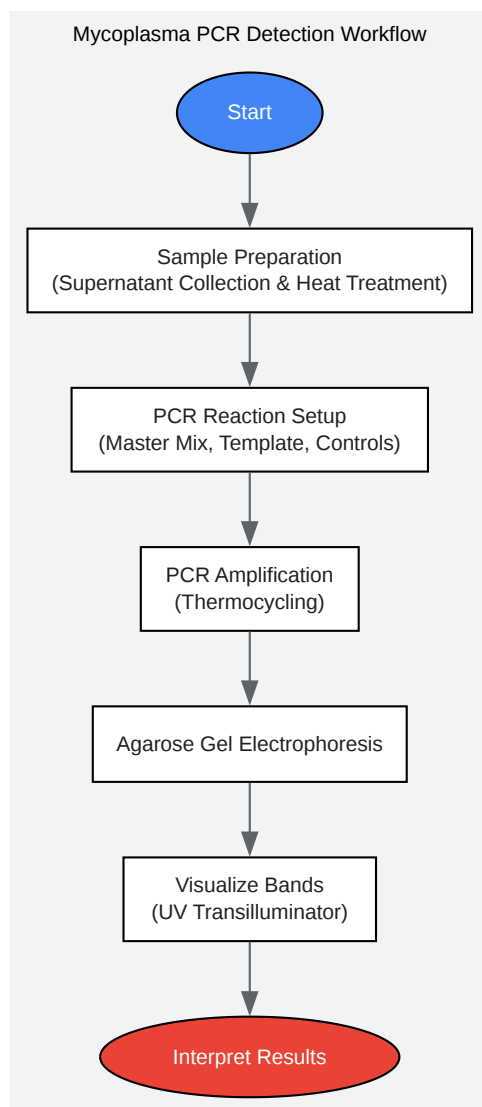 Mycoplasma PCR Detection Workflow
Start
Sample Preparation
(Supernatant Collection & Heat Treatment)
PCR Reaction Setup
(Master Mix, Template, Controls)
PCR Amplification
(Thermocycling)
Agarose Gel Electrophoresis
Visualize Bands
(UV Transilluminator)
Interpret Results